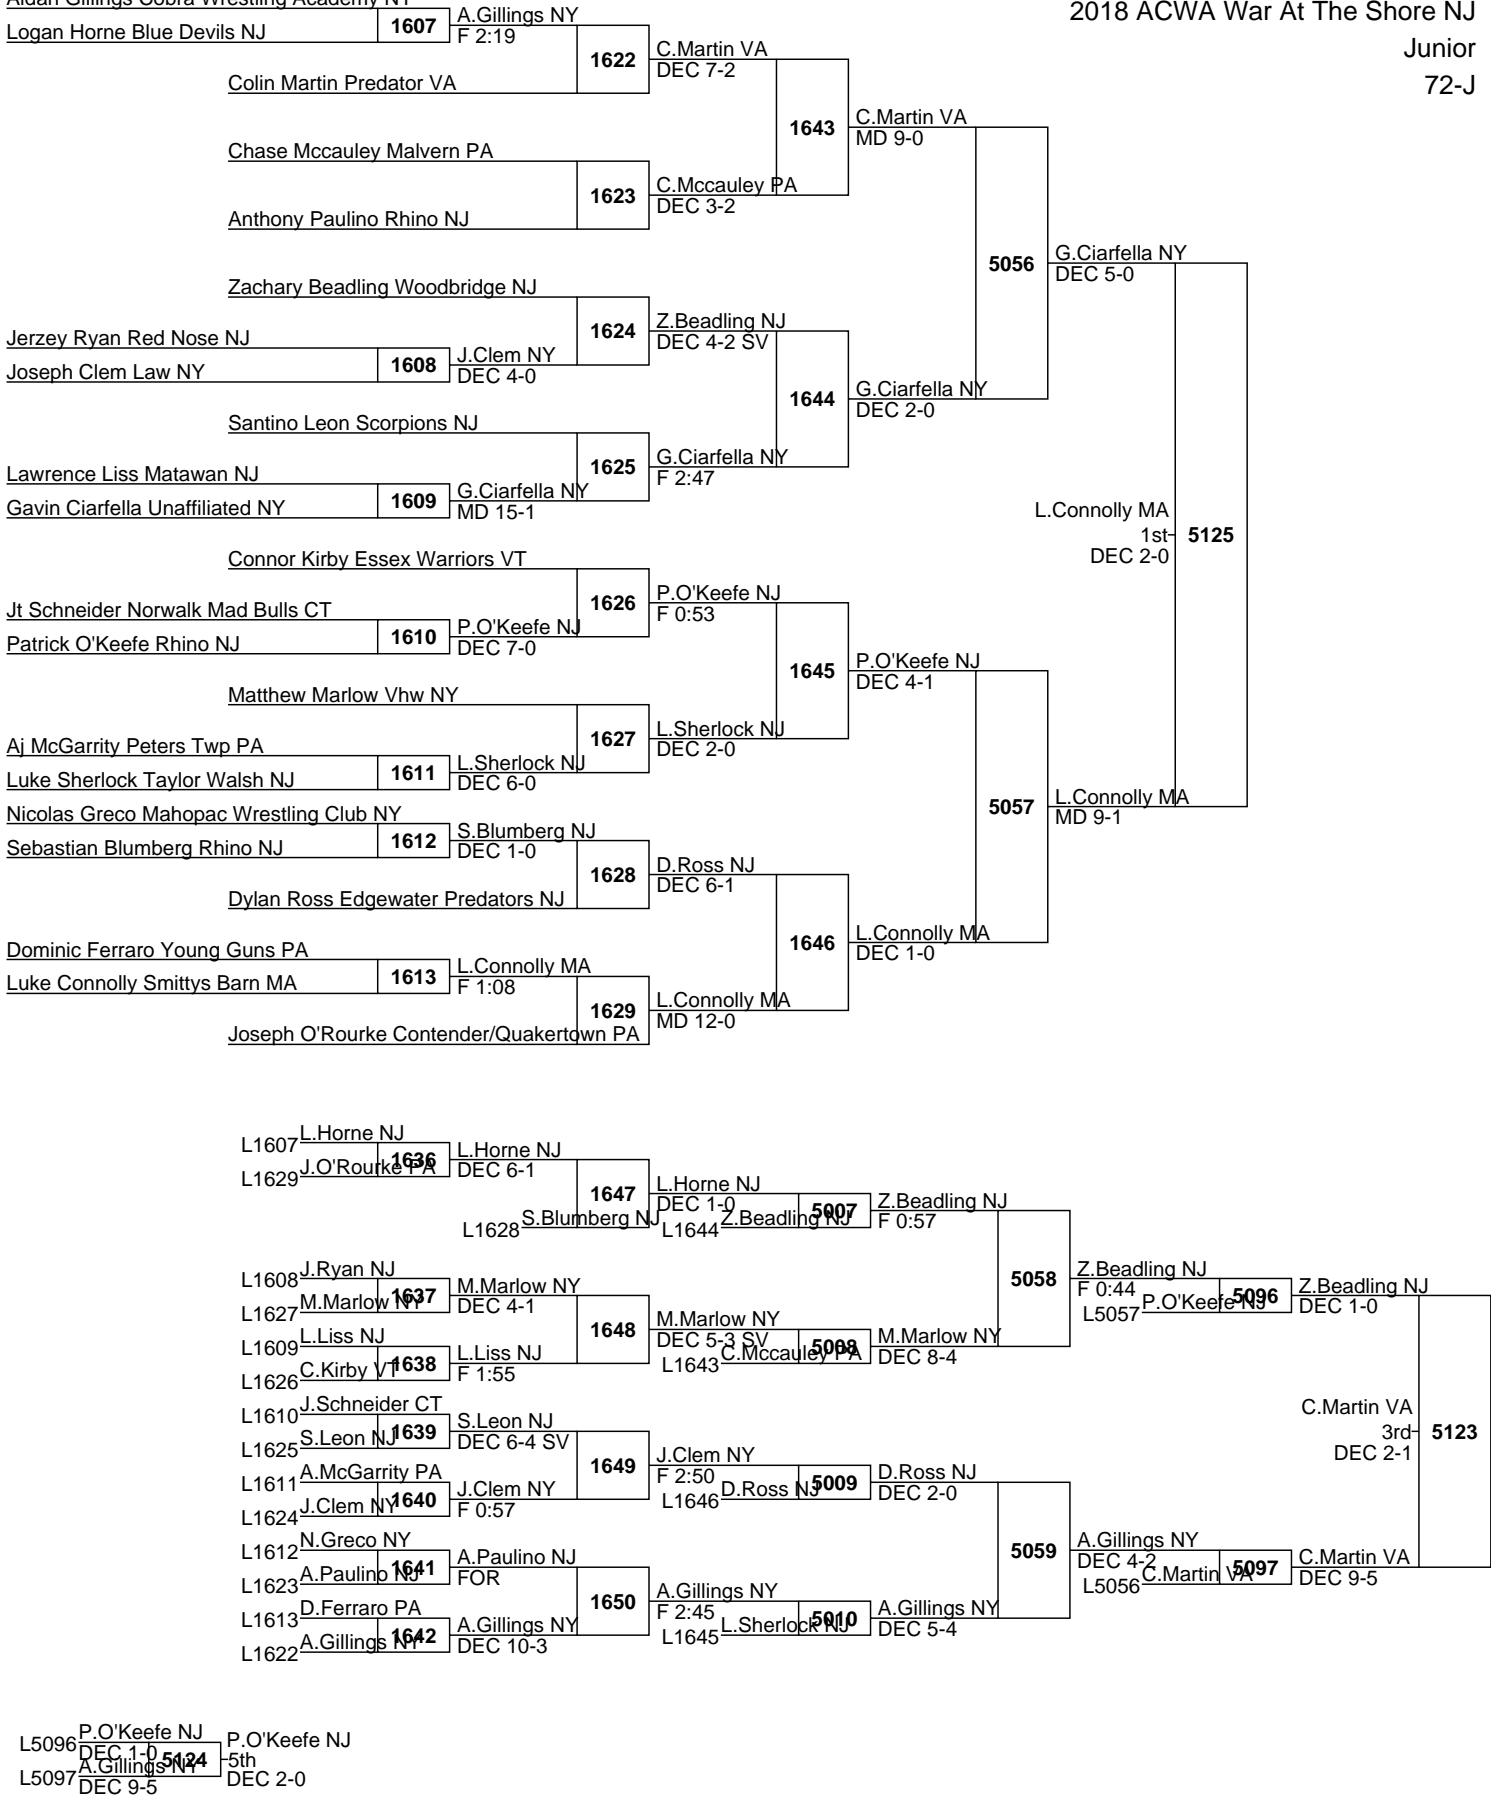 Aidan Gillings Cobra Wrestling Academy NY
Logan Horne Blue Devils NJ
1607
A.Gillings NY
F 2:19
2018 ACWA War At The Shore NJ
Junior
72-J
1622
C.Martin VA
DEC 7-2
Colin Martin Predator VA
1643
C.Martin VA
MD 9-0
Chase Mccauley Malvern PA
1623
C.Mccauley PA
DEC 3-2
Anthony Paulino Rhino NJ
5056
G.Ciarfella NY
DEC 5-0
Zachary Beadling Woodbridge NJ
1624
Z.Beadling NJ
DEC 4-2 SV
Jerzey Ryan Red Nose NJ
Joseph Clem Law NY
1608
J.Clem NY
DEC 4-0
1644
G.Ciarfella NY
DEC 2-0
Santino Leon Scorpions NJ
1625
G.Ciarfella NY
F 2:47
Lawrence Liss Matawan NJ
Gavin Ciarfella Unaffiliated NY
1609
G.Ciarfella NY
MD 15-1
L.Connolly MA
1st
DEC 2-0
5125
Connor Kirby Essex Warriors VT
1626
P.O'Keefe NJ
F 0:53
Jt Schneider Norwalk Mad Bulls CT
Patrick O'Keefe Rhino NJ
1610
P.O'Keefe NJ
DEC 7-0
1645
P.O'Keefe NJ
DEC 4-1
Matthew Marlow Vhw NY
1627
L.Sherlock NJ
DEC 2-0
Aj McGarrity Peters Twp PA
Luke Sherlock Taylor Walsh NJ
1611
L.Sherlock NJ
DEC 6-0
5057
L.Connolly MA
MD 9-1
Nicolas Greco Mahopac Wrestling Club NY
Sebastian Blumberg Rhino NJ
1612
S.Blumberg NJ
DEC 1-0
1628
D.Ross NJ
DEC 6-1
Dylan Ross Edgewater Predators NJ
1646
L.Connolly MA
DEC 1-0
Dominic Ferraro Young Guns PA
Luke Connolly Smittys Barn MA
1613
L.Connolly MA
F 1:08
1629
L.Connolly MA
MD 12-0
Joseph O'Rourke Contender/Quakertown PA
L1607
L.Horne NJ
1636
L1629
J.O'Rourke PA
L.Horne NJ
DEC 6-1
1647
L1628
S.Blumberg NJ
L.Horne NJ
DEC 1-0
5007
L1644
Z.Beadling NJ
Z.Beadling NJ
F 0:57
L1608
J.Ryan NJ
1637
L1627
M.Marlow NY
M.Marlow NY
DEC 4-1
5058
Z.Beadling NJ
F 0:44
5096
L5057
P.O'Keefe NJ
Z.Beadling NJ
DEC 1-0
1648
M.Marlow NY
DEC 5-3 SV
5008
L1643
C.Mccauley PA
M.Marlow NY
DEC 8-4
L1609
L.Liss NJ
1638
L1626
C.Kirby VT
L.Liss NJ
F 1:55
L1610
J.Schneider CT
1639
L1625
S.Leon NJ
S.Leon NJ
DEC 6-4 SV
C.Martin VA
3rd
DEC 2-1
5123
1649
J.Clem NY
F 2:50
5009
L1646
D.Ross NJ
D.Ross NJ
DEC 2-0
L1611
A.McGarrity PA
1640
L1624
J.Clem NY
J.Clem NY
F 0:57
L1612
N.Greco NY
1641
L1623
A.Paulino NJ
A.Paulino NJ
FOR
5059
A.Gillings NY
DEC 4-2
5097
L5056
C.Martin VA
C.Martin VA
DEC 9-5
1650
A.Gillings NY
F 2:45
5010
L1645
L.Sherlock NJ
A.Gillings NY
DEC 5-4
L1613
D.Ferraro PA
1642
L1622
A.Gillings NY
A.Gillings NY
DEC 10-3
L5096
P.O'Keefe NJ
DEC 1-0
5124
L5097
A.Gillings NY
DEC 9-5
P.O'Keefe NJ
5th
DEC 2-0